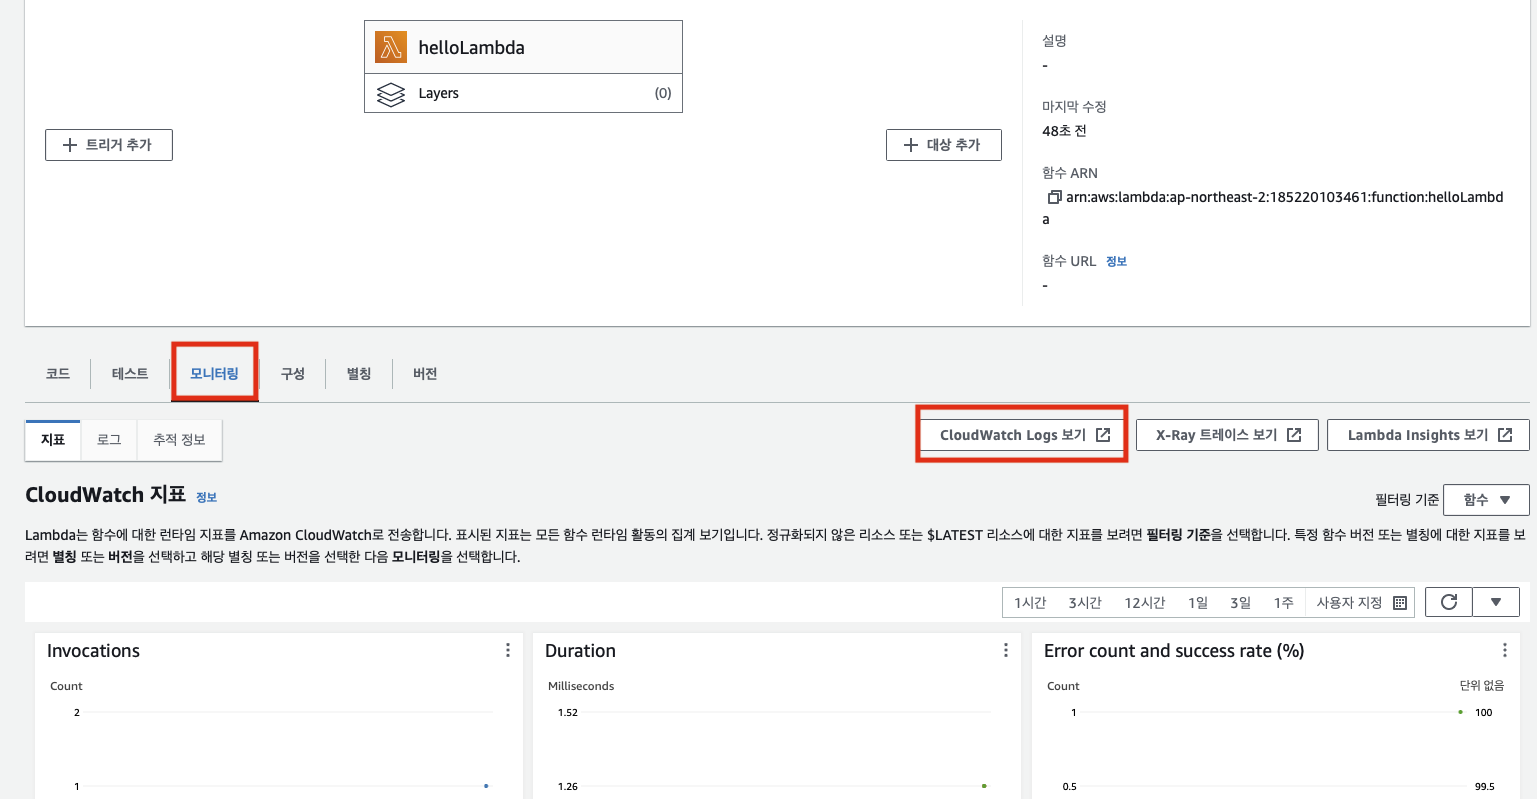 helloLambda
Layers
(0)
트리거 추가
대상 추가
설명
-
마지막 수정
48초 전
함수 ARN
arn:aws:lambda:ap-northeast-2:185220103461:function:helloLambd
a
함수 URL 정보
-
코드
테스트
모니터링
구성
별칭
버전
지표
로그
추적 정보
CloudWatch Logs 보기
X-Ray 트레이스 보기
Lambda Insights 보기
CloudWatch 지표 정보
필터링 기준
함수
Lambda는 함수에 대한 런타임 지표를 Amazon CloudWatch로 전송합니다. 표시된 지표는 모든 함수 런타임 활동의 집계 보기입니다. 정규화되지 않은 리소스 또는 $LATEST 리소스에 대한 지표를 보려면 필터링 기준을 선택합니다. 특정 함수 버전 또는 별칭에 대한 지표를 보
려면 별칭 또는 버전을 선택하고 해당 별칭 또는 버전을 선택한 다음 모니터링을 선택합니다.
1시간
3시간
12시간
1일
3일
1주
사용자 지정
Invocations
Count
2
1
Duration
Milliseconds
1.52
1.26
Error count and success rate (%)
Count
단위 없음
1
100
0.5
99.5